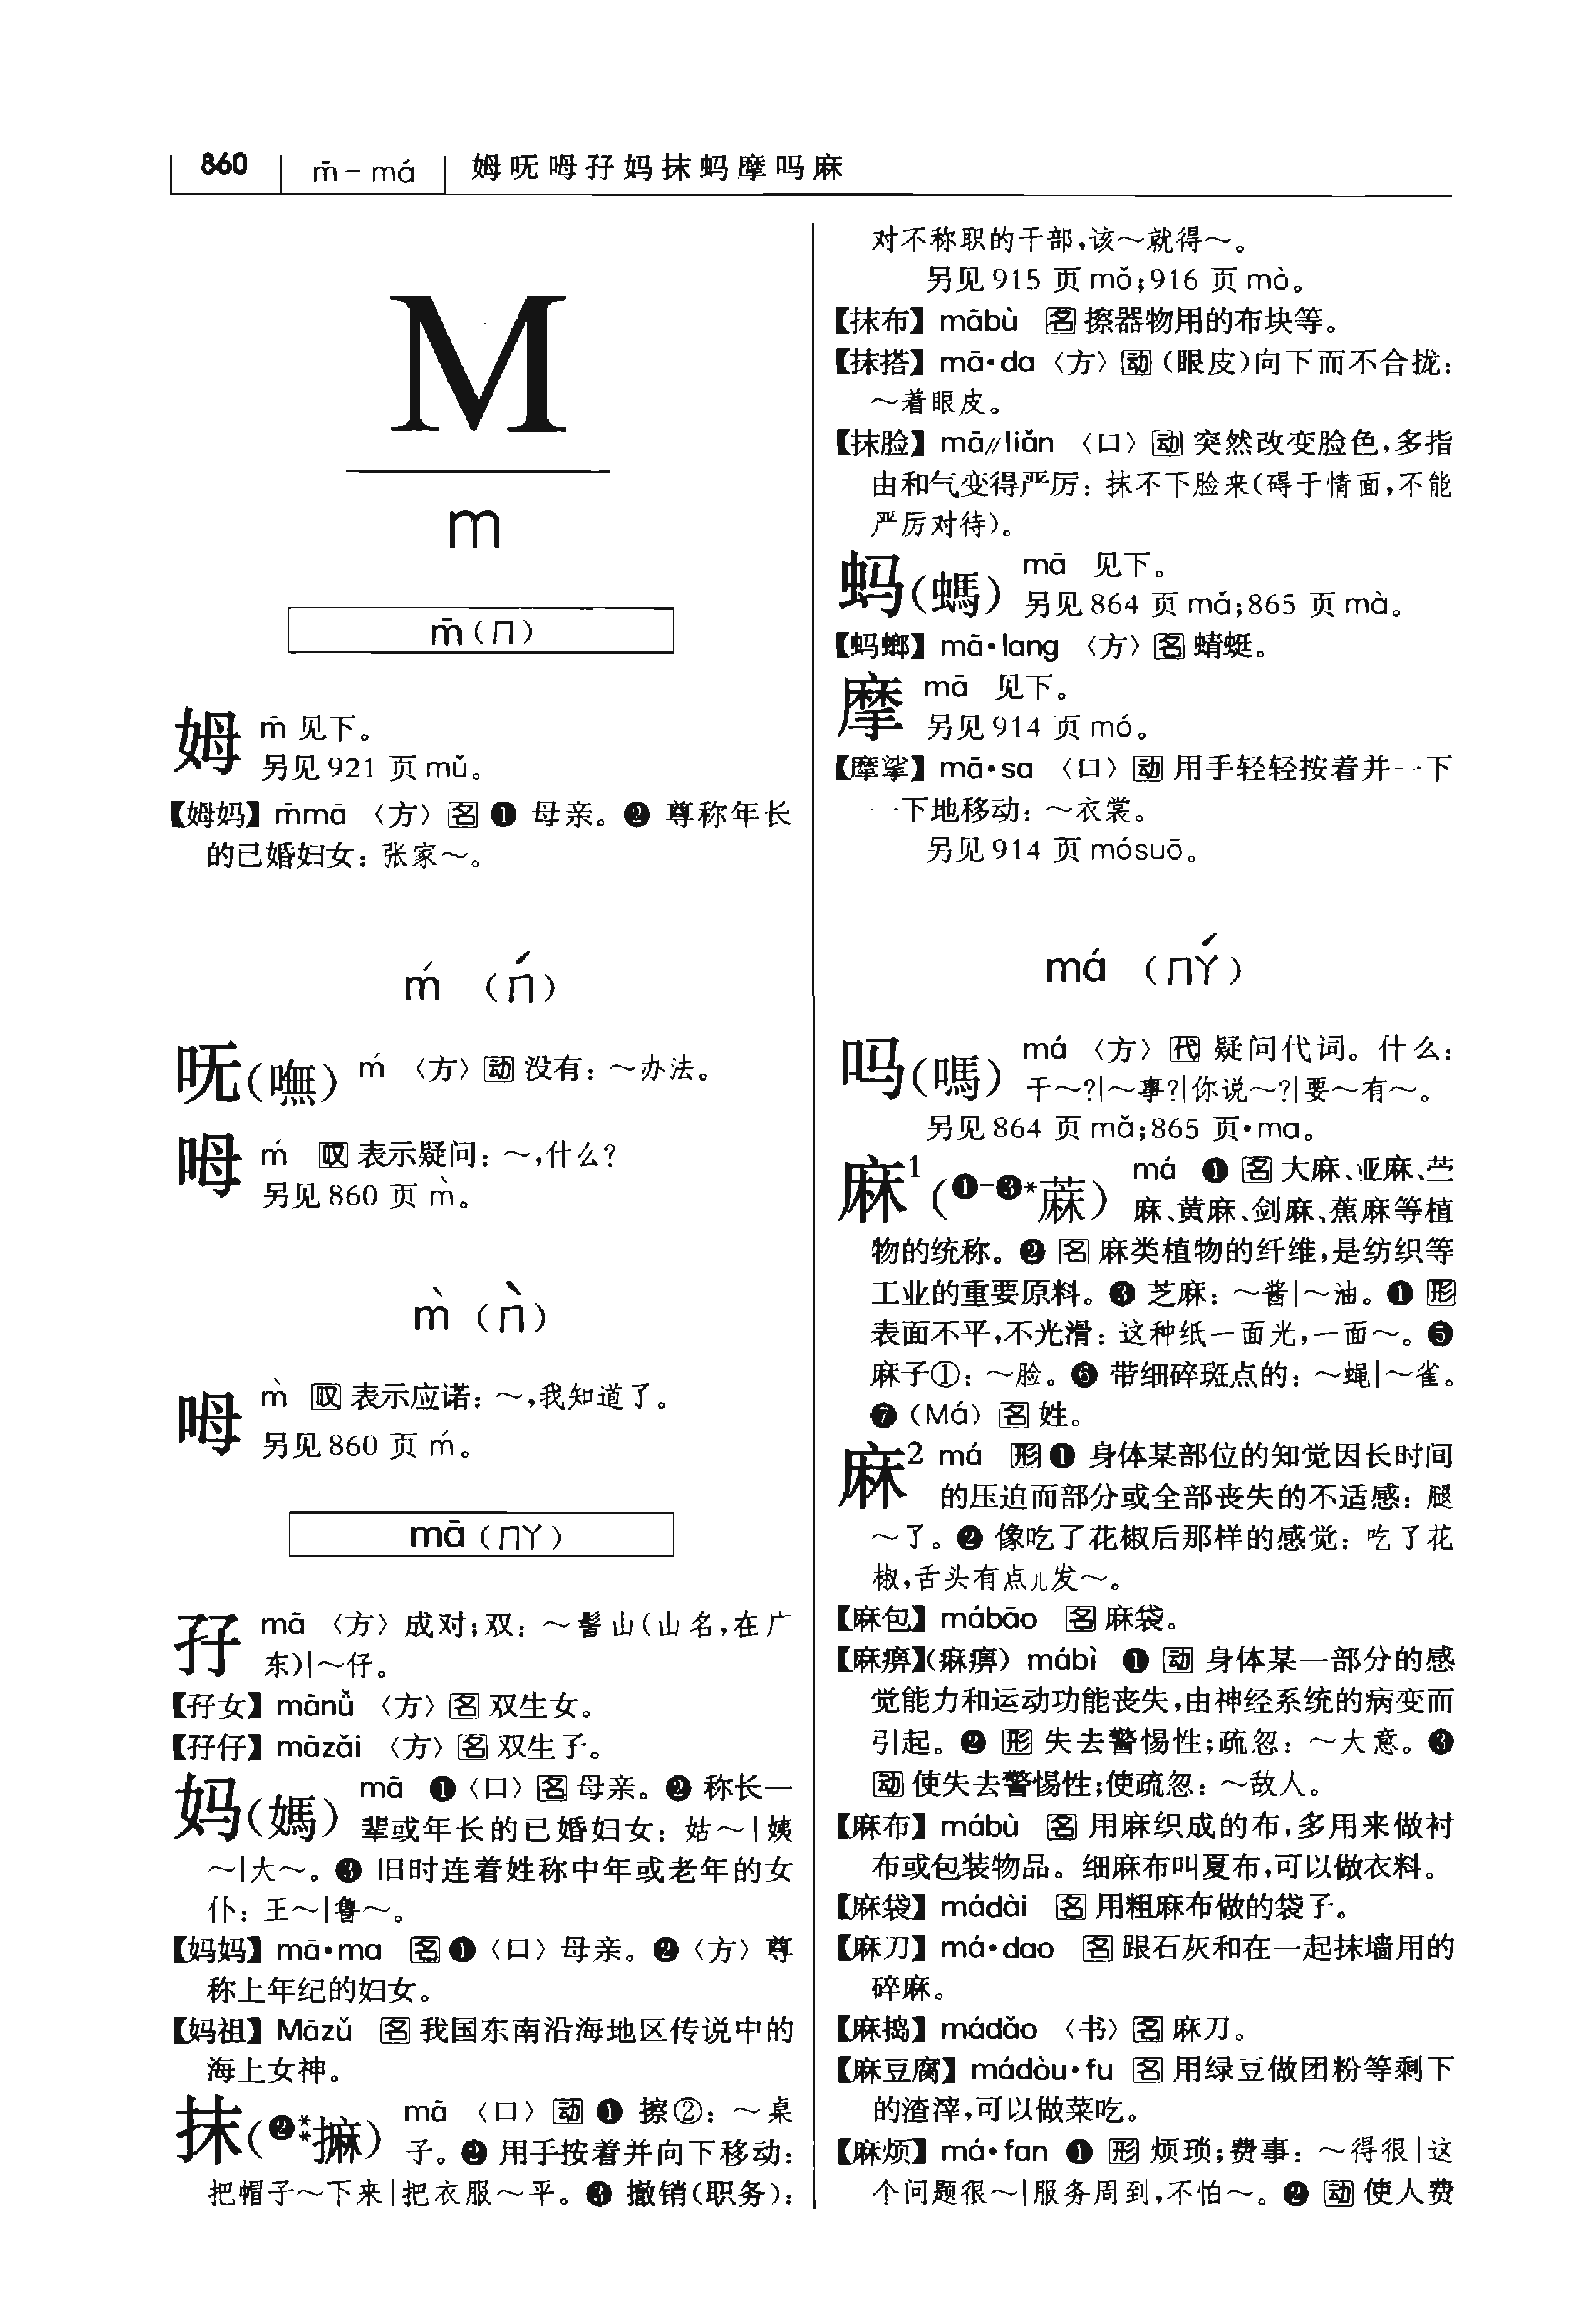 860 m̄－má 姆呒呣孖妈抹蚂摩吗麻
M
m
m̄（ㄇ）
姆 m̄ 见下。
另见921 页 mǔ。
【姆妈】m̄mā 〈方〉名❶ 母亲。❷ 尊称年长
的已婚妇女：张家～。
ḿ （ㄇˊ）
呒（嘸） ḿ 〈方〉动 没有：～办法。
呣 ḿ 叹 表示疑问：～，什么？
另见860 页 m̀。
m̀（ㄇˋ）
呣 m̀ 叹 表示应诺：～，我知道了。
另见860 页 ḿ。
mā（ㄇㄚ）
孖 mā 〈方〉成对；双：～髻山（山名，在广
东）|～仔。
【孖女】mānǚ 〈方〉名 双生女。
【孖仔】māzǎi 〈方〉名 双生子。
妈（媽） mā ❶〈口〉名 母亲。❷ 称长一
辈或年长的已婚妇女：姑～|姨
～|大～。❸ 旧时连着姓称中年或老年的女
仆：王～|鲁～。
【妈妈】mā·ma 名❶〈口〉母亲。❷〈方〉尊
称上年纪的妇女。
【妈祖】Māzǔ 名 我国东南沿海地区传说中的
海上女神。
抹（❷**擵） mā 〈口〉动❶ 擦②：～桌
子。❷ 用手按着并向下移动：
把帽子～下来|把衣服～平。❸ 撤销（职务）：
对不称职的干部，该～就得～。
另见915 页 mǒ；916 页 mò。
【抹布】mābù 名 擦器物用的布块等。
【抹搭】mā·da〈方〉动（眼皮）向下而不合拢：
～着眼皮。
【抹脸】mā∥liǎn 〈口〉动 突然改变脸色，多指
由和气变得严厉：抹不下脸来（碍于情面，不能
严厉对待）。
蚂（螞） mā 见下。
另见864 页 mǎ；865 页 mà。
【蚂螂】mā·lang 〈方〉名 蜻蜓。
摩 mā 见下。
另见914 页 mó。
【摩挲】mā·sa 〈口〉动 用手轻轻按着并一下
一下地移动：～衣裳。
另见914 页 mósuō。
má （ㄇㄚˊ）
吗（嗎） má 〈方〉代 疑问代词。什么：
干～？|～事？|你说～？|要～有～。
另见864 页 mǎ；865 页·ma。
麻¹（❶-❸*蔴） má ❶ 名 大麻、亚麻、苎
麻、黄麻、剑麻、蕉麻等植
物的统称。❷ 名 麻类植物的纤维，是纺织等
工业的重要原料。❸ 芝麻：～酱|～油。❹ 形
表面不平，不光滑：这种纸一面光，一面～。❺
麻子①：～脸。❻ 带细碎斑点的：～蝇|～雀。
❼（Má）名 姓。
麻² má 形❶ 身体某部位的知觉因长时间
的压迫而部分或全部丧失的不适感：腿
～了。❷ 像吃了花椒后那样的感觉：吃了花
椒，舌头有点儿发～。
【麻包】mábāo 名 麻袋。
【麻痹】（痳痹）mábì ❶ 动 身体某一部分的感
觉能力和运动功能丧失，由神经系统的病变而
引起。❷ 形 失去警惕性；疏忽：～大意。❸
动 使失去警惕性；使疏忽：～敌人。
【麻布】mábù 名 用麻织成的布，多用来做衬
布或包装物品。细麻布叫夏布，可以做衣料。
【麻袋】mádài 名 用粗麻布做的袋子。
【麻刀】má·dao 名 跟石灰和在一起抹墙用的
碎麻。
【麻捣】mádǎo 〈书〉名 麻刀。
【麻豆腐】mádòu·fu 名 用绿豆做团粉等剩下
的渣滓，可以做菜吃。
【麻烦】má·fan ❶ 形 烦琐；费事：～得很|这
个问题很～|服务周到，不怕～。❷ 动 使人费